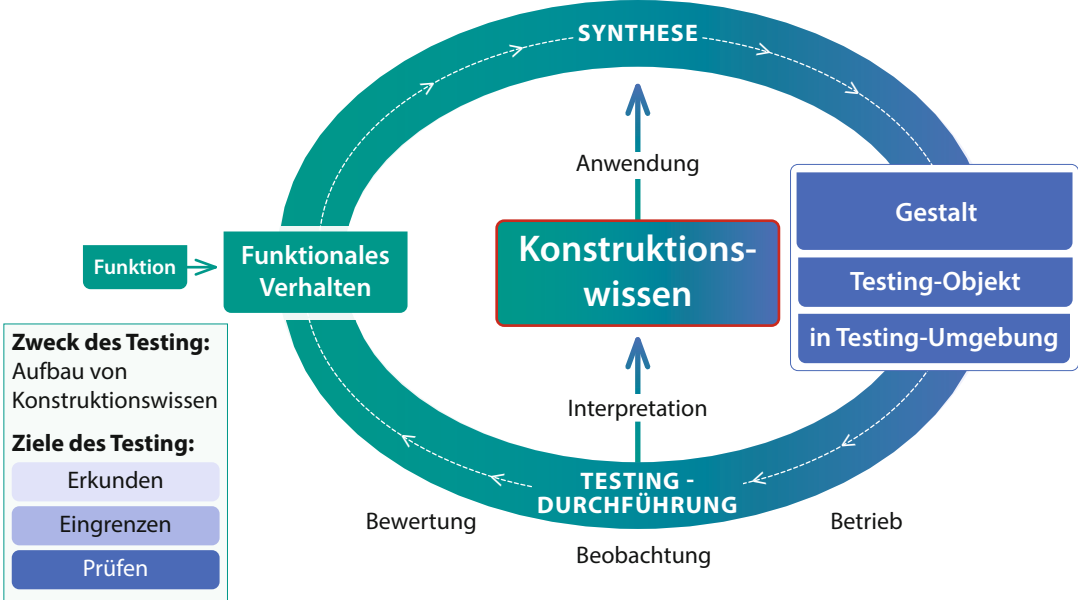 SYNTHESE
Anwendung
Gestalt
Konstruktions-
wissen
Funktionales
Verhalten
Funktion
Testing-Objekt
in Testing-Umgebung
Zweck des Testing:
Aufbau von
Konstruktionswissen
Ziele des Testing:
Erkunden
Eingrenzen
Prüfen
Interpretation
TESTING -
DURCHFÜHRUNG
Bewertung
Beobachtung
Betrieb